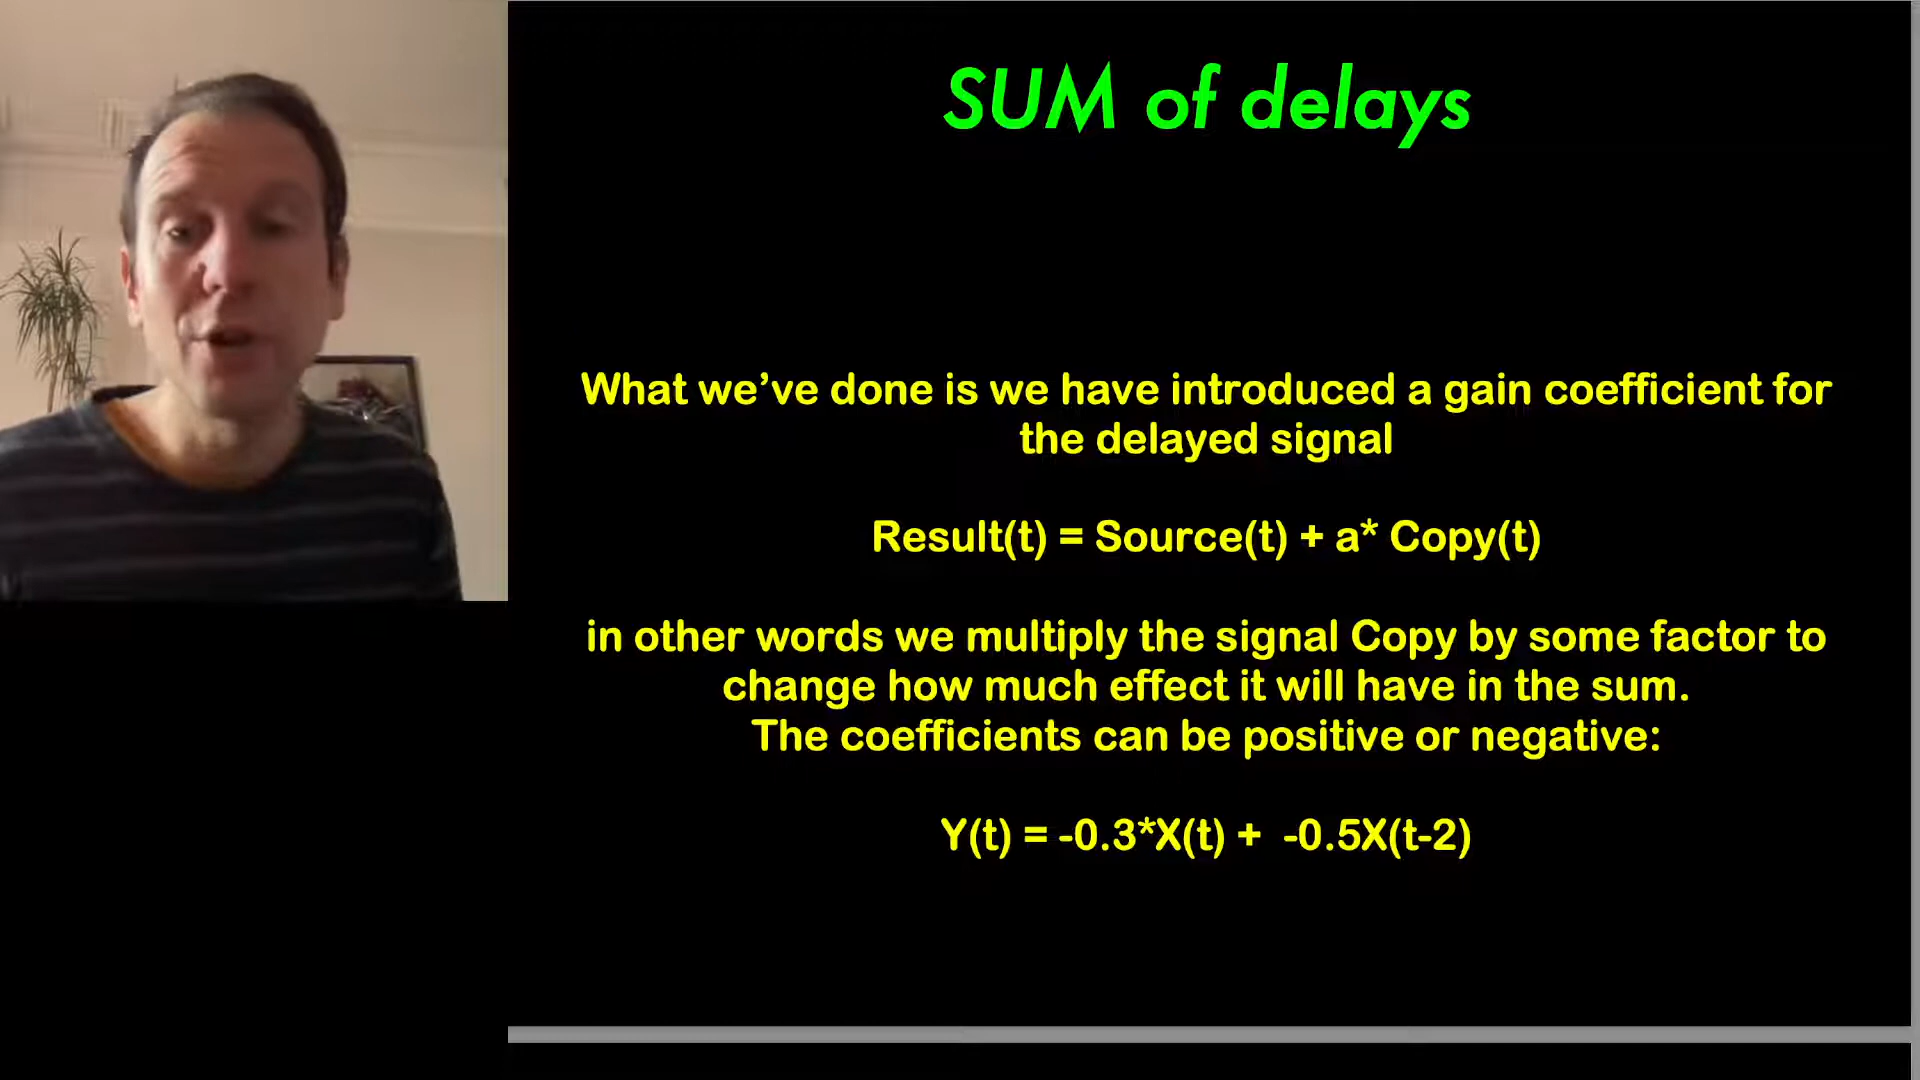 SUM of delays
What we’ve done is we have introduced a gain coefficient for
the delayed signal
Result(t) = Source(t) + a* Copy(t)
in other words we multiply the signal Copy by some factor to
change how much effect it will have in the sum.
The coefficients can be positive or negative:
Y(t) = -0.3*X(t) +  -0.5X(t-2)